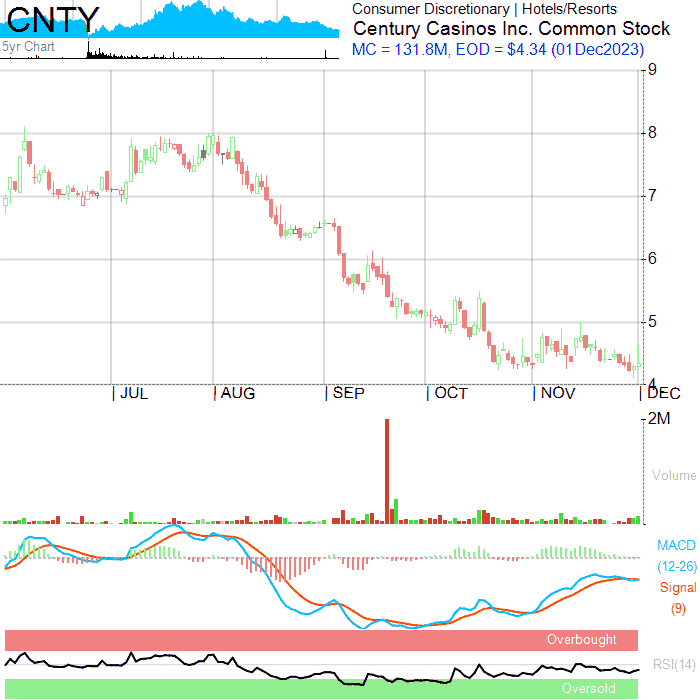 CNTY
5yr Chart
Consumer Discretionary | Hotels/Resorts
Century Casinos Inc. Common Stock
MC = 131.8M, EOD = $4.34 (01Dec2023)
9
8
7
6
5
4
| JUL | AUG | SEP | OCT | NOV | DEC
2M
Volume
MACD
(12-26)
Signal
(9)
Overbought
RSI(14)
Oversold